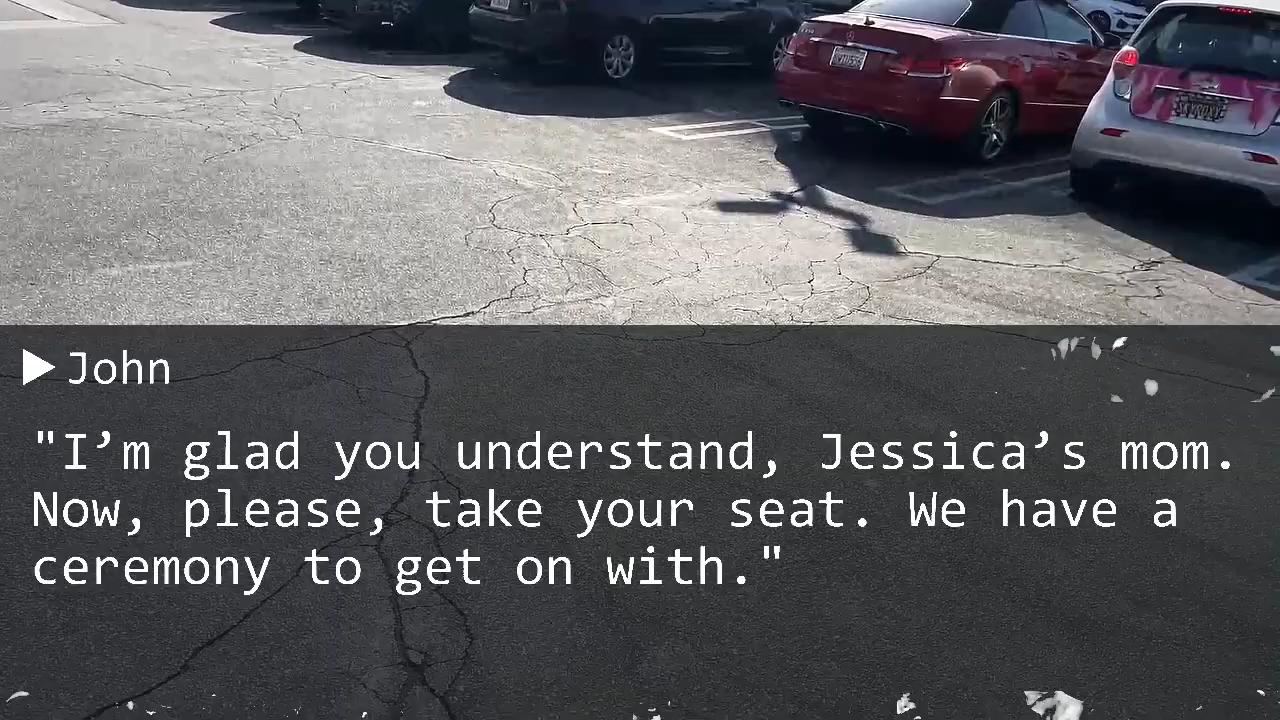 John
"I’m glad you understand, Jessica’s mom.
Now, please, take your seat. We have a
ceremony to get on with."